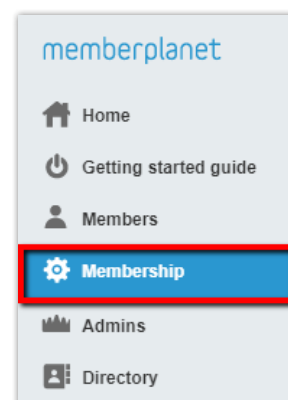 memberplanet
Home
Getting started guide
Members
Membership
Admins
Directory